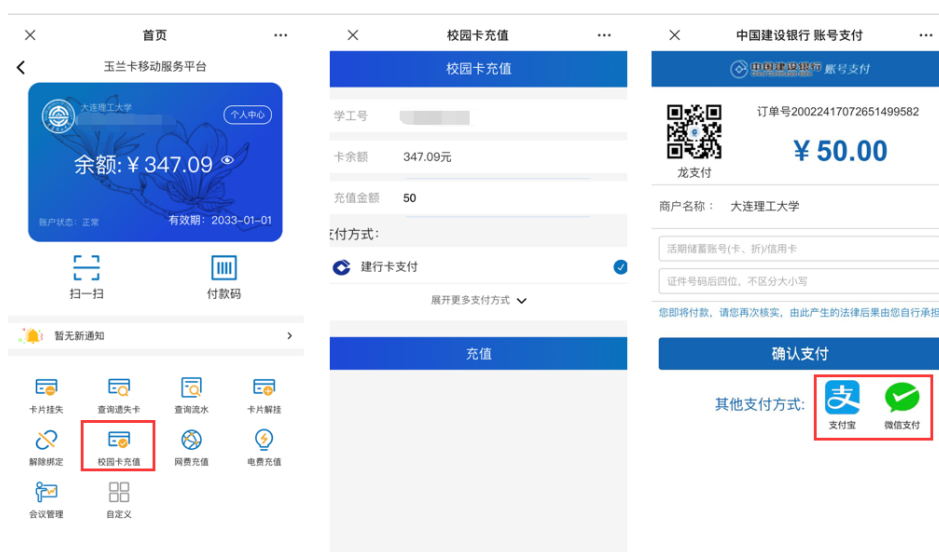 首页
玉兰卡移动服务平台
大连理工大学
个人中心
余额:¥347.09
账户状态：正常
有效期：2033-01-01
扫一扫
付款码
暂无新通知
卡片挂失
查询遗失卡
查询流水
卡片解挂
解除绑定
校园卡充值
网费充值
电费充值
会议管理
自定义
校园卡充值
校园卡充值
学工号
卡余额
347.09元
充值金额
50
付方式：
建行卡支付
展开更多支付方式
充值
中国建设银行 账号支付
中国建设银行 账号支付
订单号20022417072651499582
¥50.00
龙支付
商户名称： 大连理工大学
活期储蓄账号(卡、折)/信用卡
证件号码后四位，不区分大小写
您即将付款，请您再次核实，由此产生的法律后果由您自行承担
确认支付
其他支付方式:
支
支付宝
微信支付